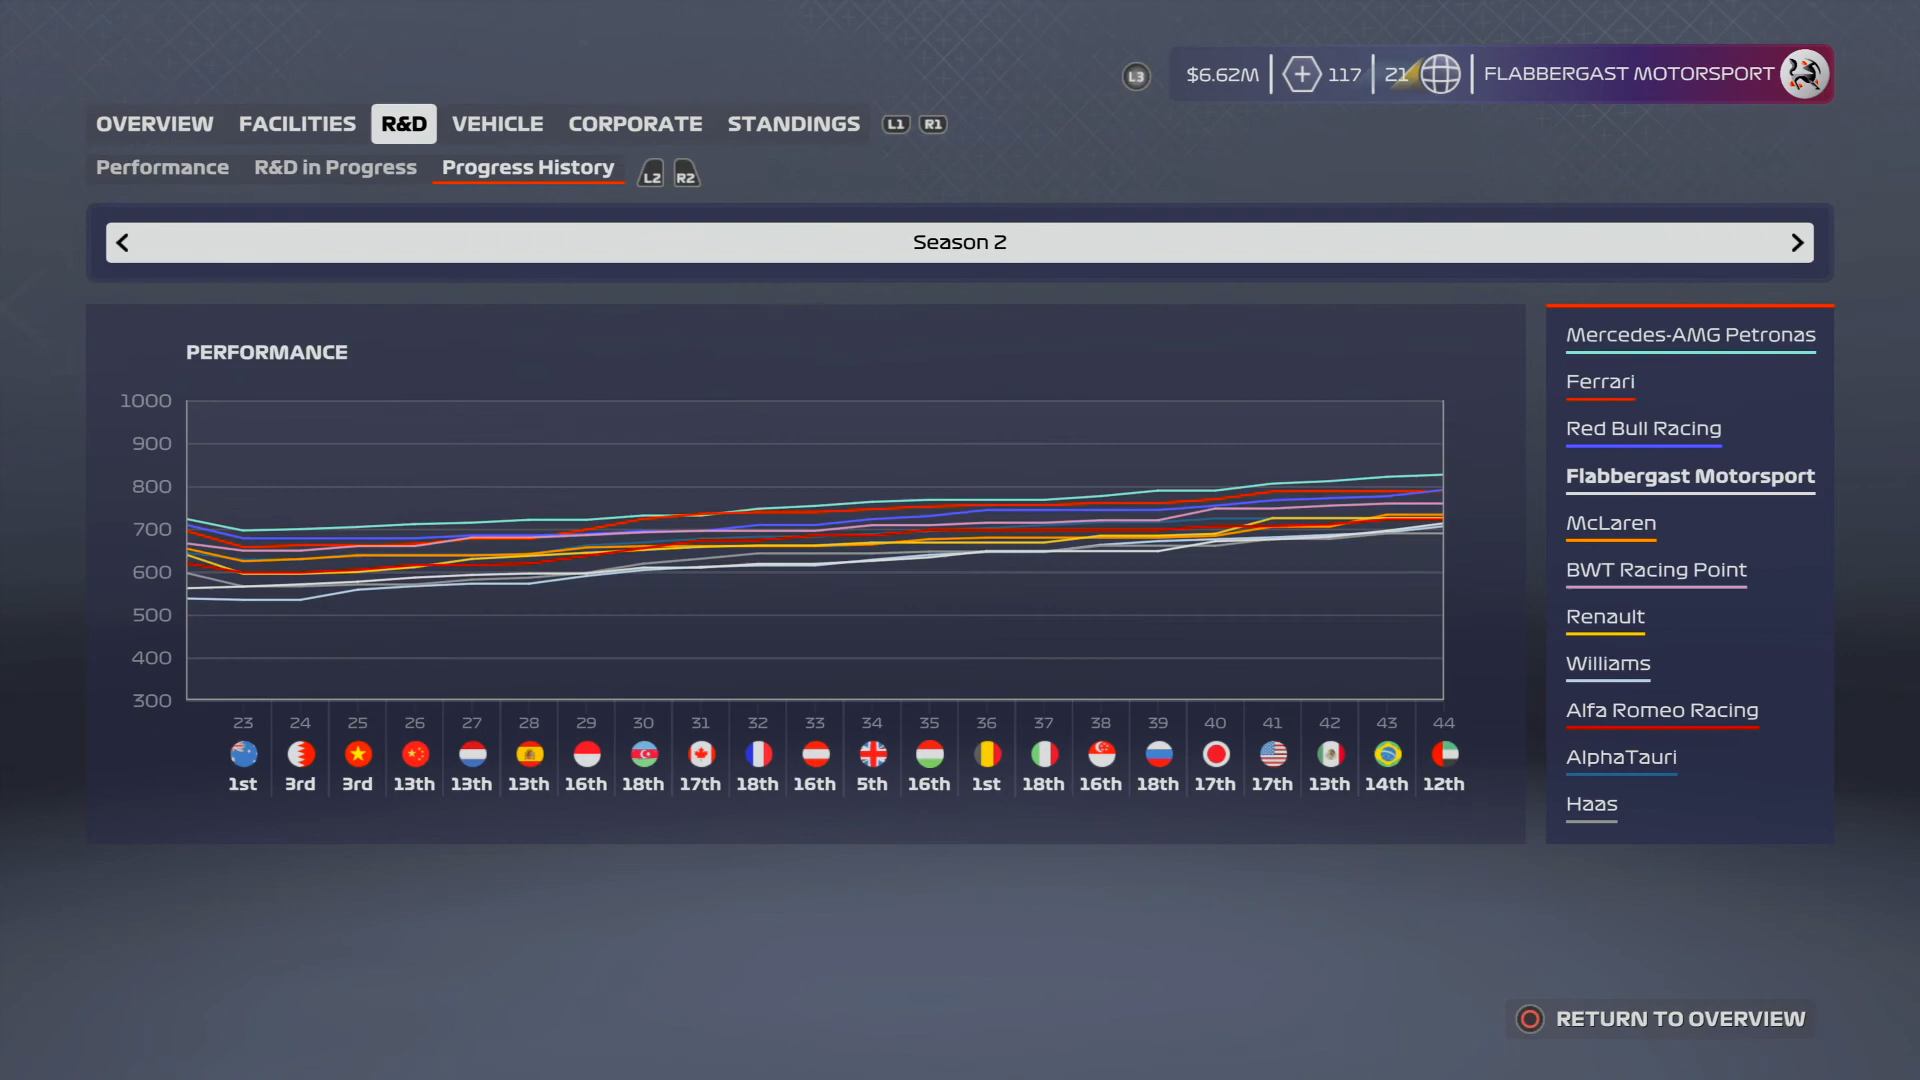 L3
$6.62M
117
21
FLABBERGAST MOTORSPORT
OVERVIEW FACILITIES R&D VEHICLE CORPORATE STANDINGS L1 R1
Performance R&D in Progress Progress History L2 R2
Season 2
PERFORMANCE
1000
900
800
700
600
500
400
300
23 24 25 26 27 28 29 30 31 32 33 34 35 36 37 38 39 40 41 42 43 44
1st 3rd 3rd 13th 13th 13th 16th 18th 17th 18th 16th 5th 16th 1st 18th 16th 18th 17th 17th 13th 14th 12th
Mercedes-AMG Petronas
Ferrari
Red Bull Racing
Flabbergast Motorsport
McLaren
BWT Racing Point
Renault
Williams
Alfa Romeo Racing
AlphaTauri
Haas
RETURN TO OVERVIEW